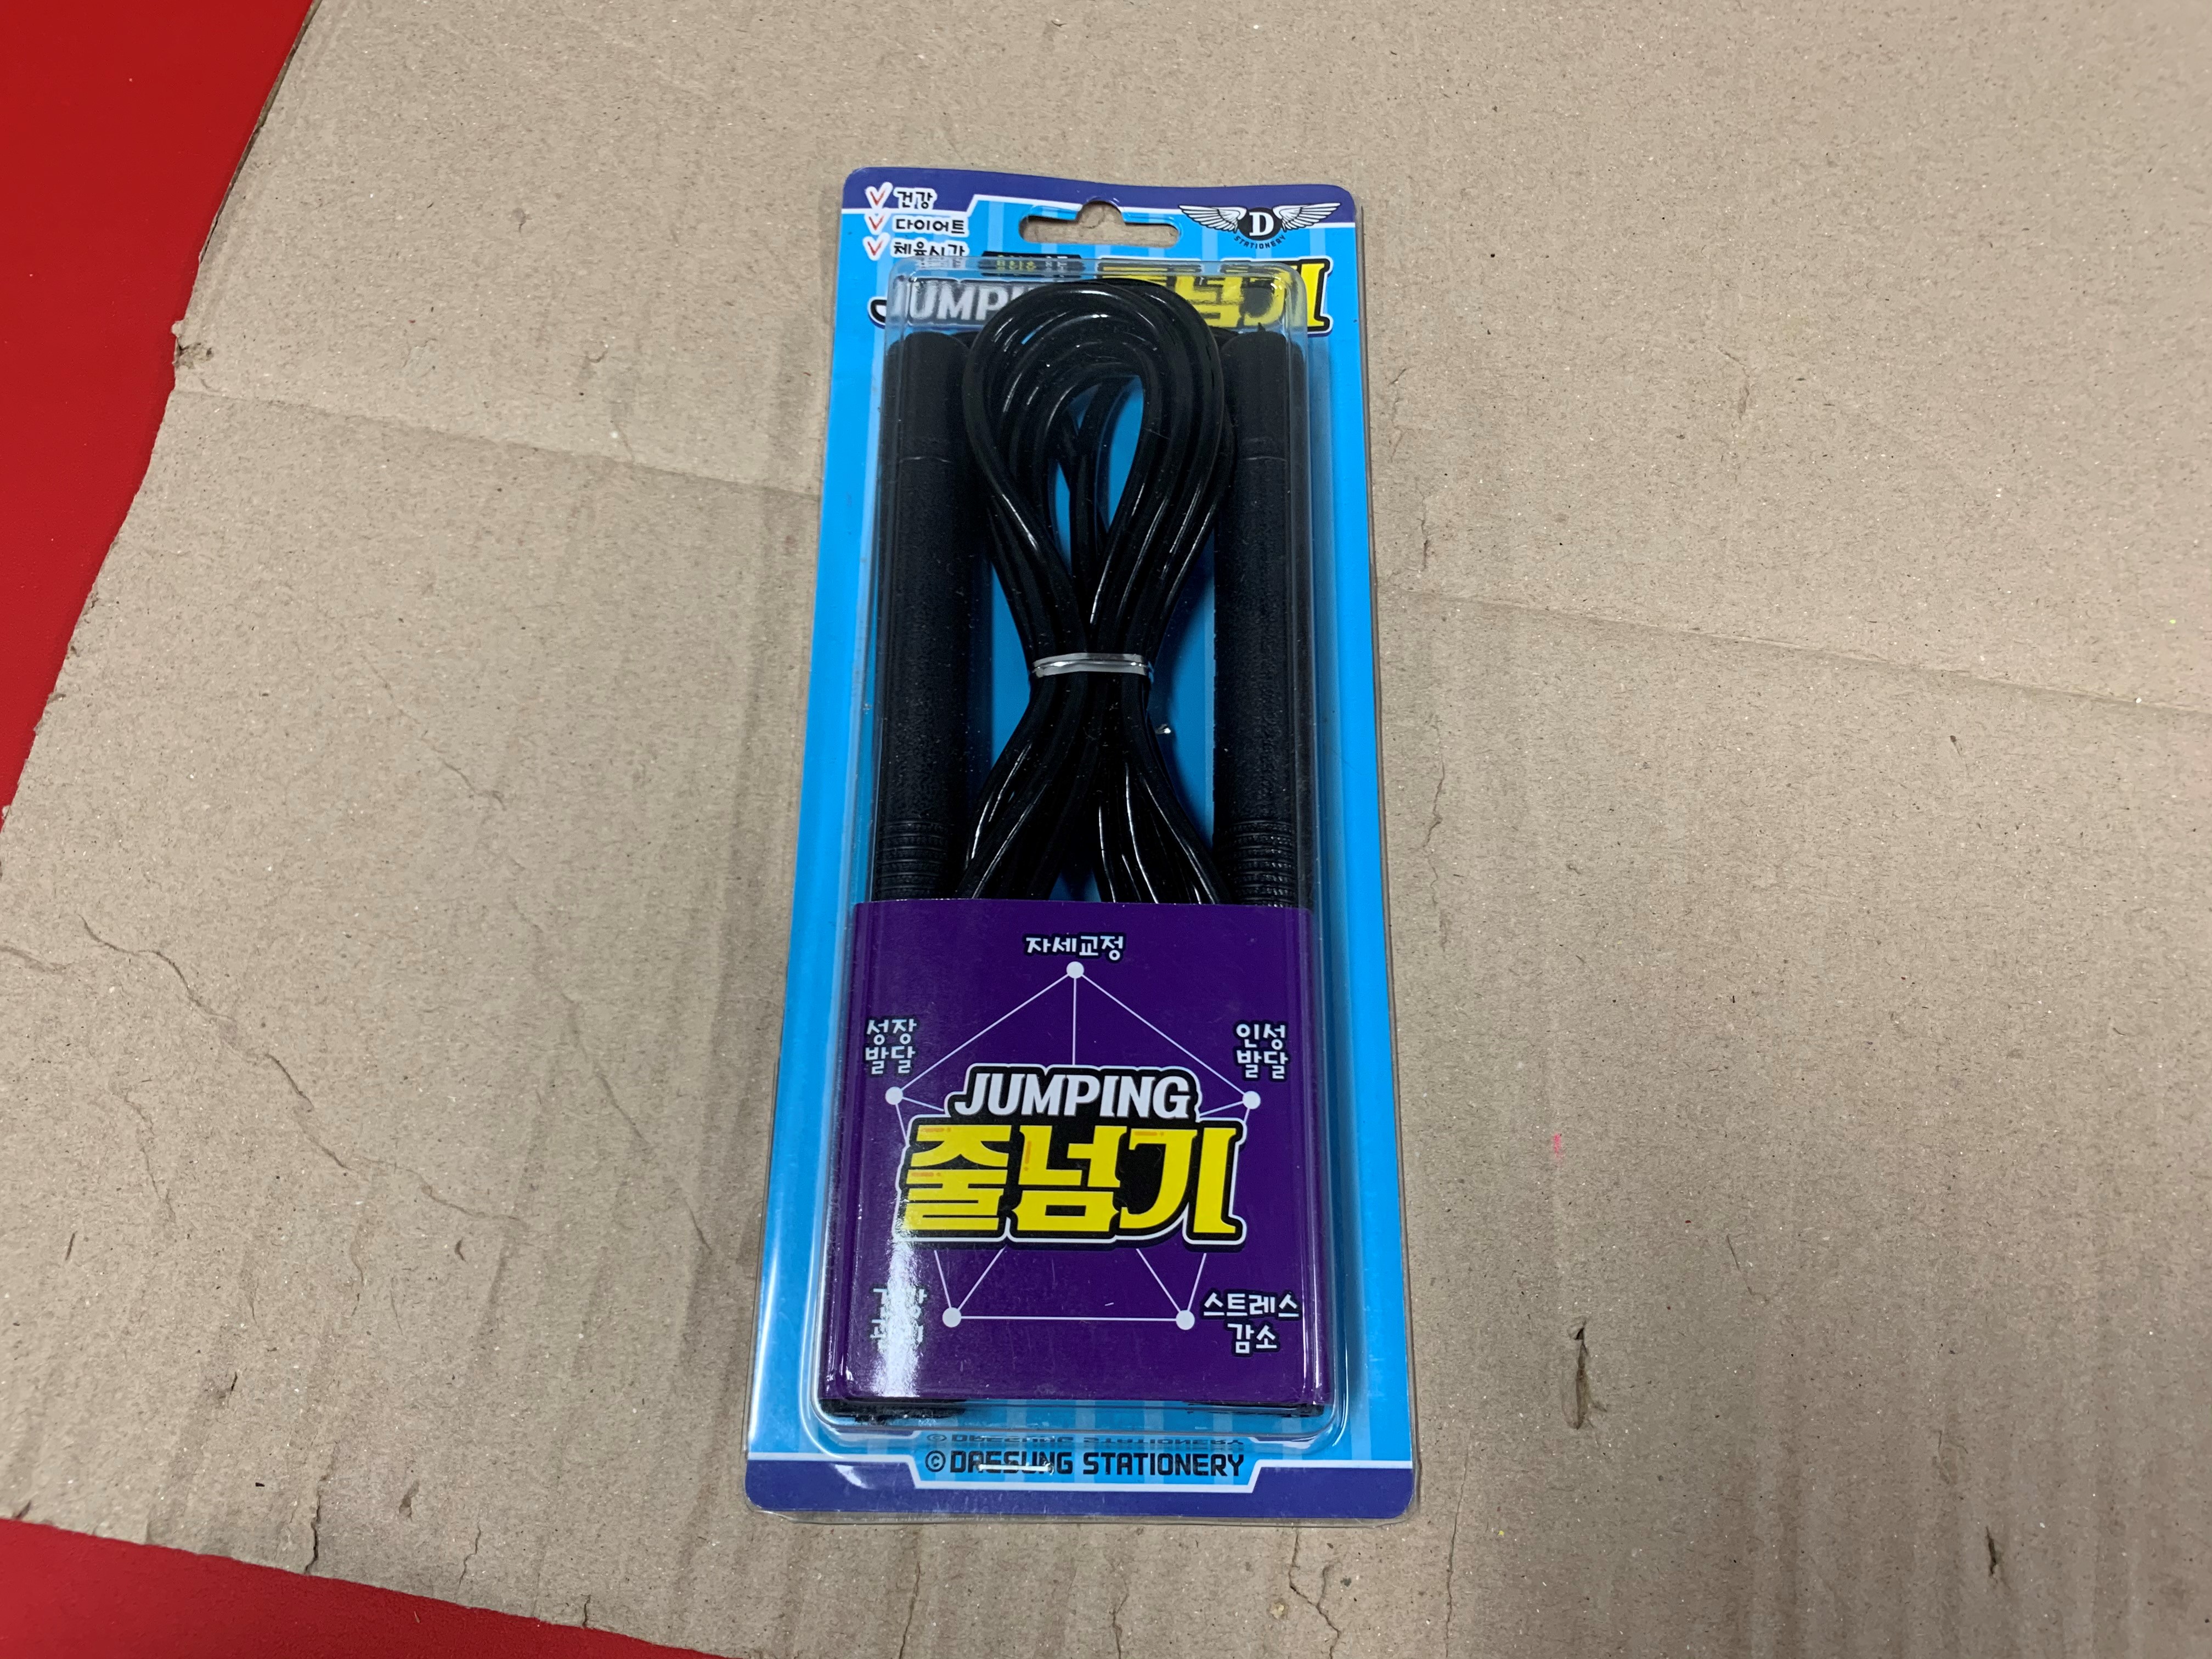 건강
다이어트
체육시간
D
STATIONERY
JUMPING 줄넘기
자세교정
성장
발달
인성
발달
JUMPING
줄넘기
스트레스
감소
© DAESUNG STATIONERY